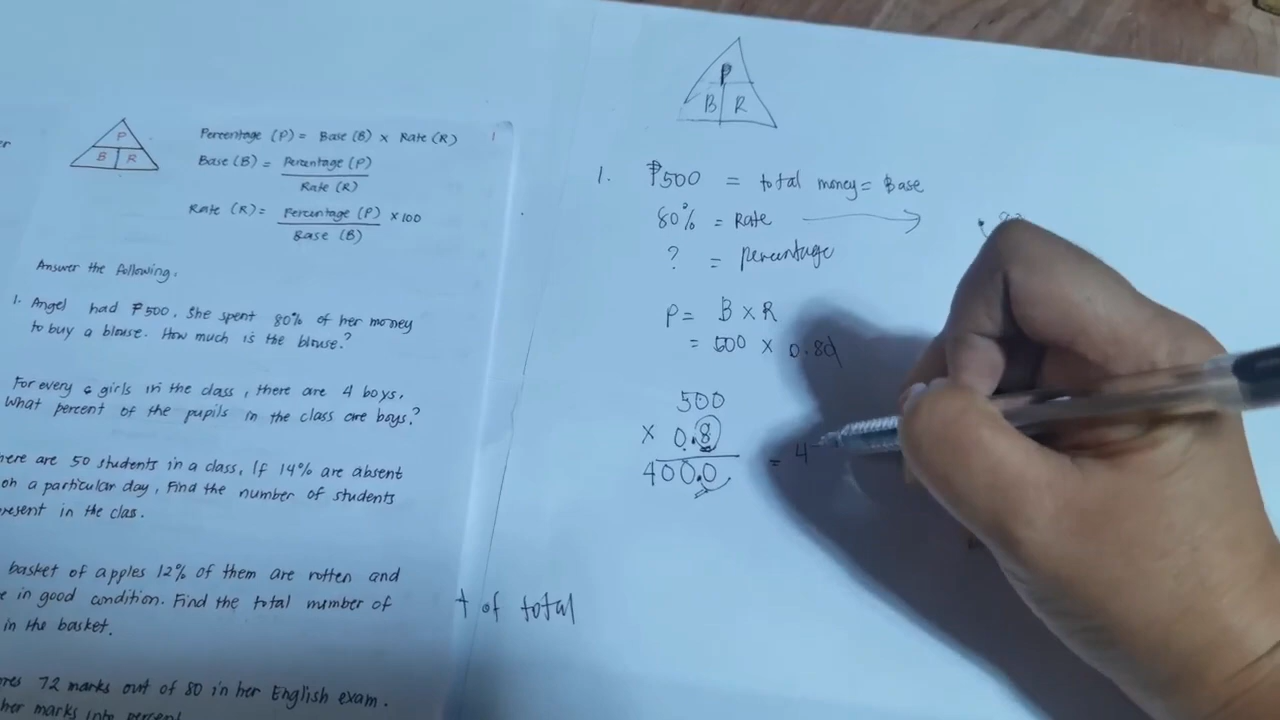 er
P
B R
Percentage (P) = Base (B) x Rate (R)
Base (B) = Percentage (P)
Rate (R)
Rate (R) = Percentage (P) x 100
Base (B)
Answer the following.
1. Angel had ₱500. She spent 80% of her money
to buy a blouse. How much is the blouse?
For every 6 girls in the class, there are 4 boys.
What percent of the pupils in the class are boys?
here are 50 students in a class, If 14% are absent
on a particular day, Find the number of students
resent in the clas.
basket of apples 12% of them are rotten and
e in good condition. Find the total number of
in the basket.
res 72 marks out of 80 in her English exam.
her marks into percent
t of total
P
B R
1. ₱500 = total money = Base
80% = Rate
? = percentage
P = B x R
= 500 x 0.80
500
x 0.8
400.0 = 4